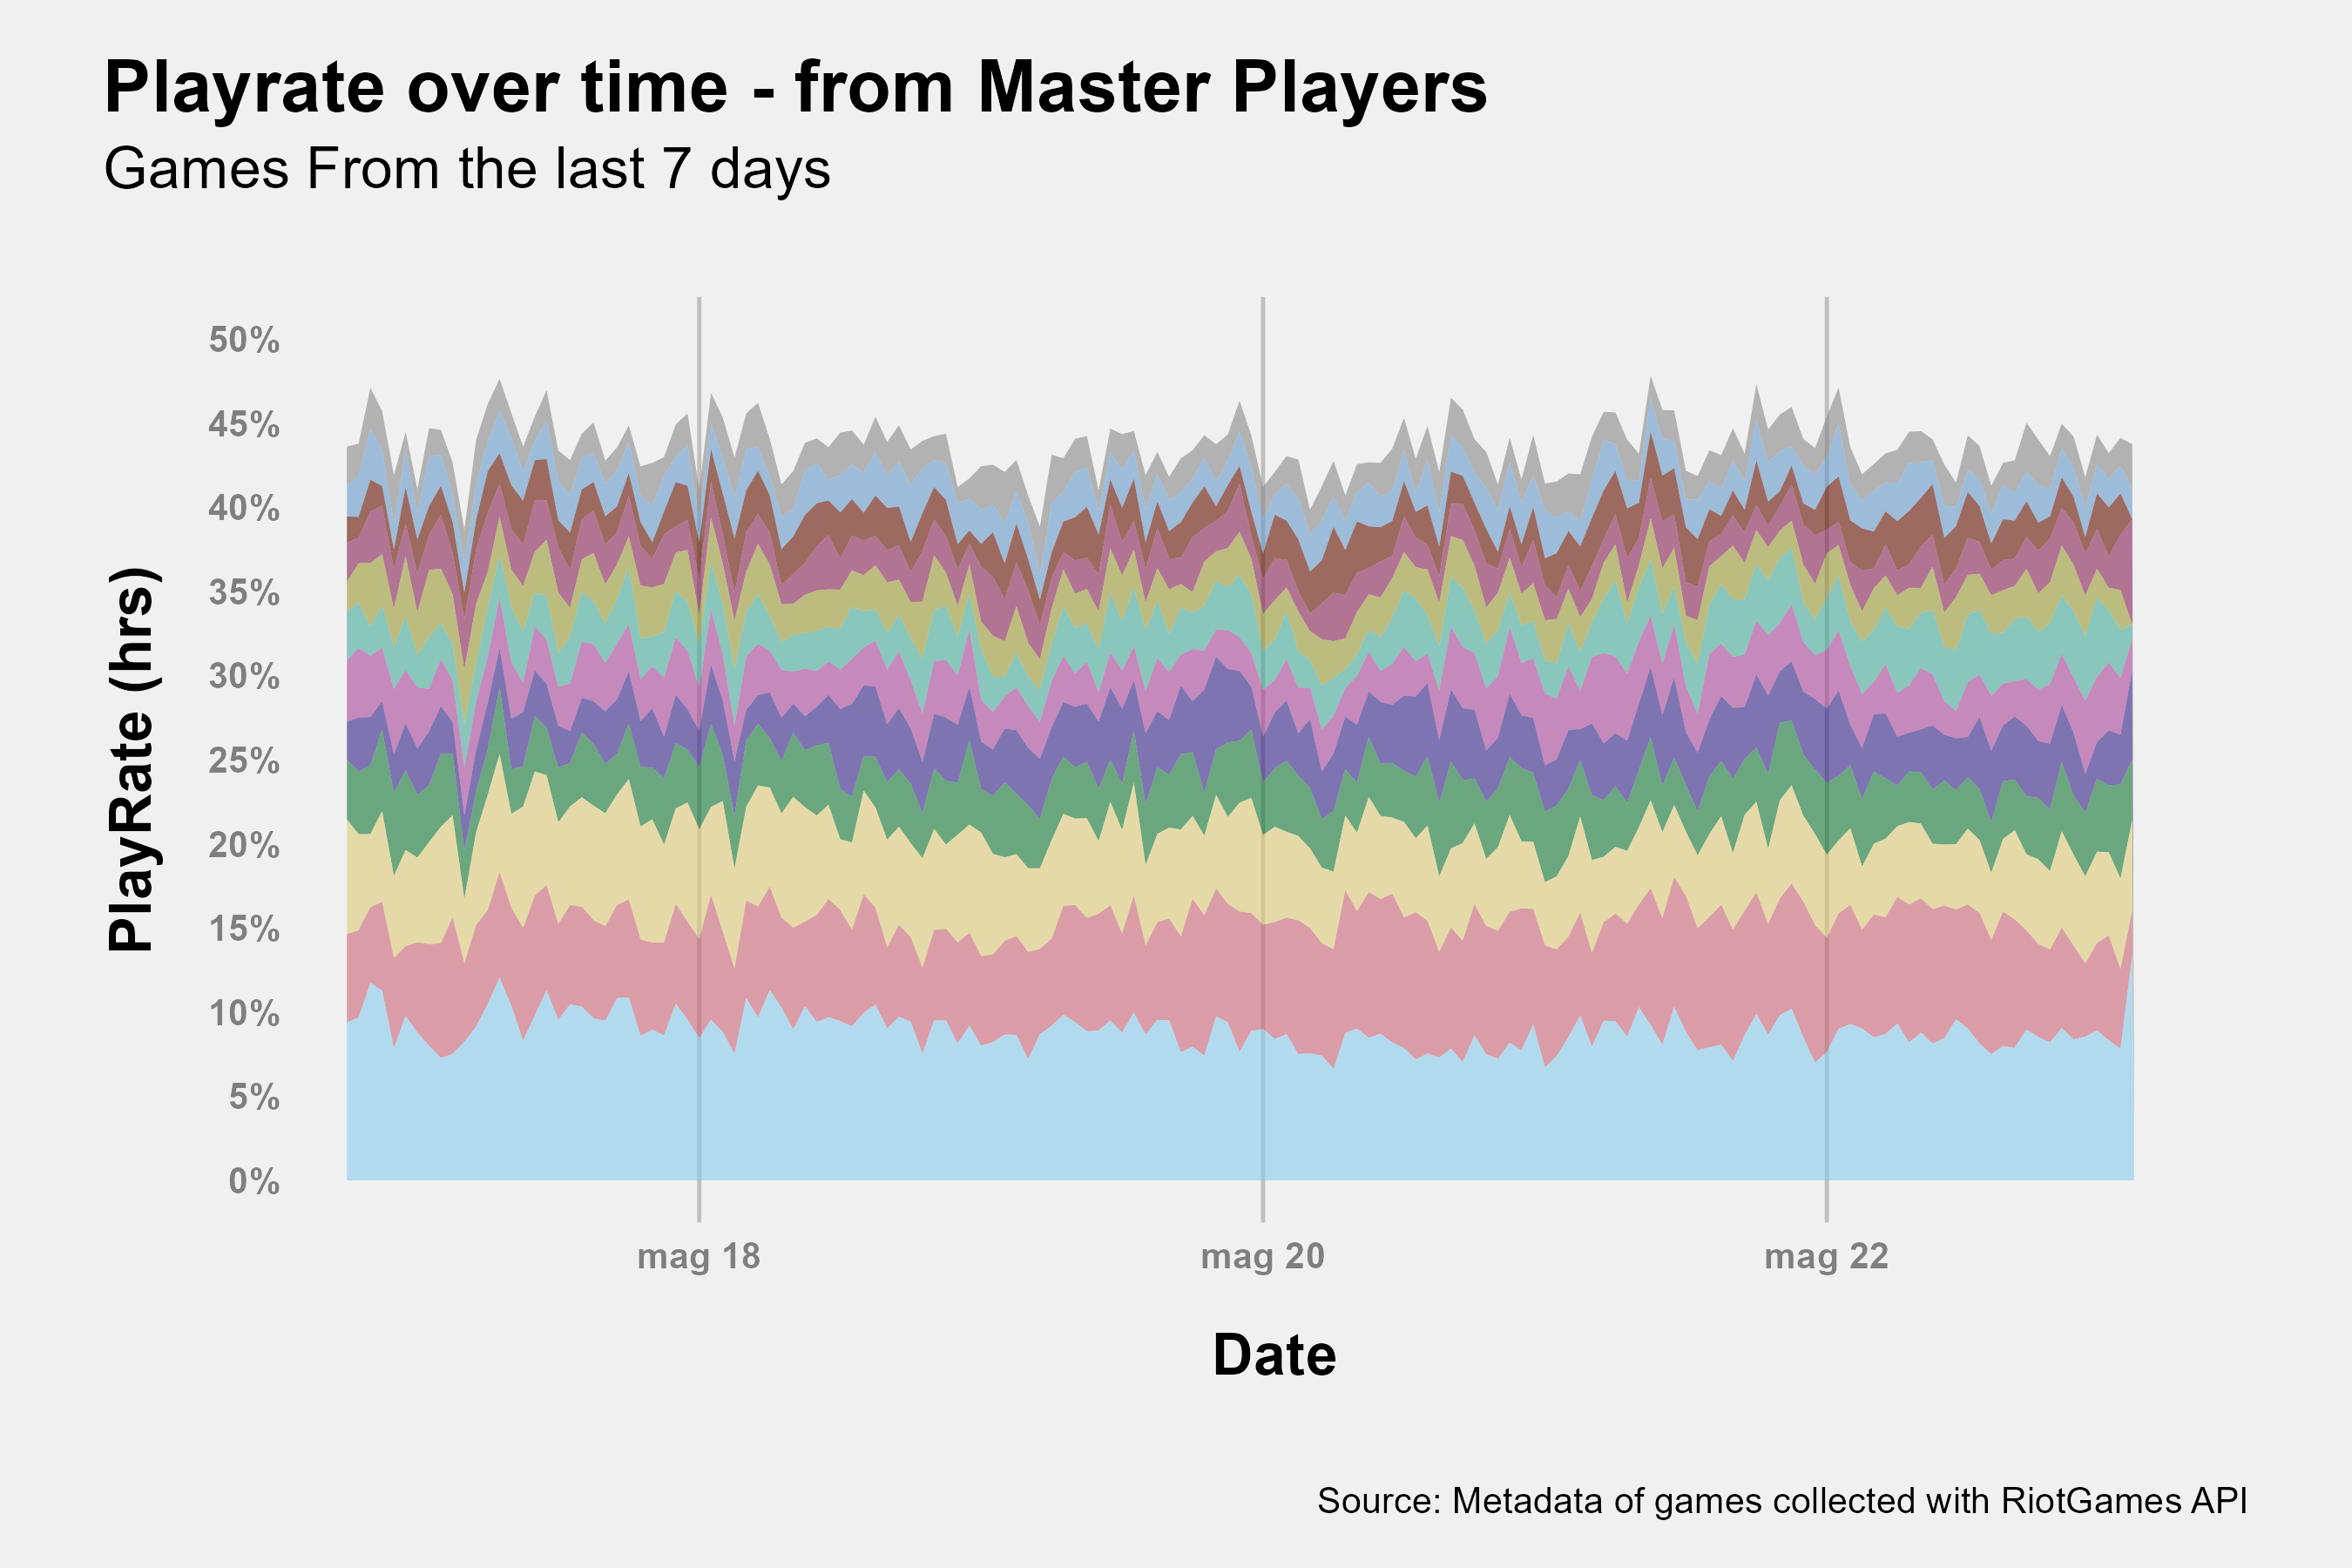 Playrate over time - from Master Players
Games From the last 7 days
PlayRate (hrs)
50%
45%
40%
35%
30%
25%
20%
15%
10%
5%
0%
mag 18
mag 20
mag 22
Date
Source: Metadata of games collected with RiotGames API